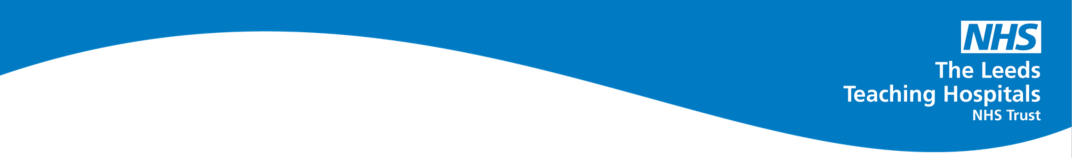 NHS
The Leeds
Teaching Hospitals
NHS Trust